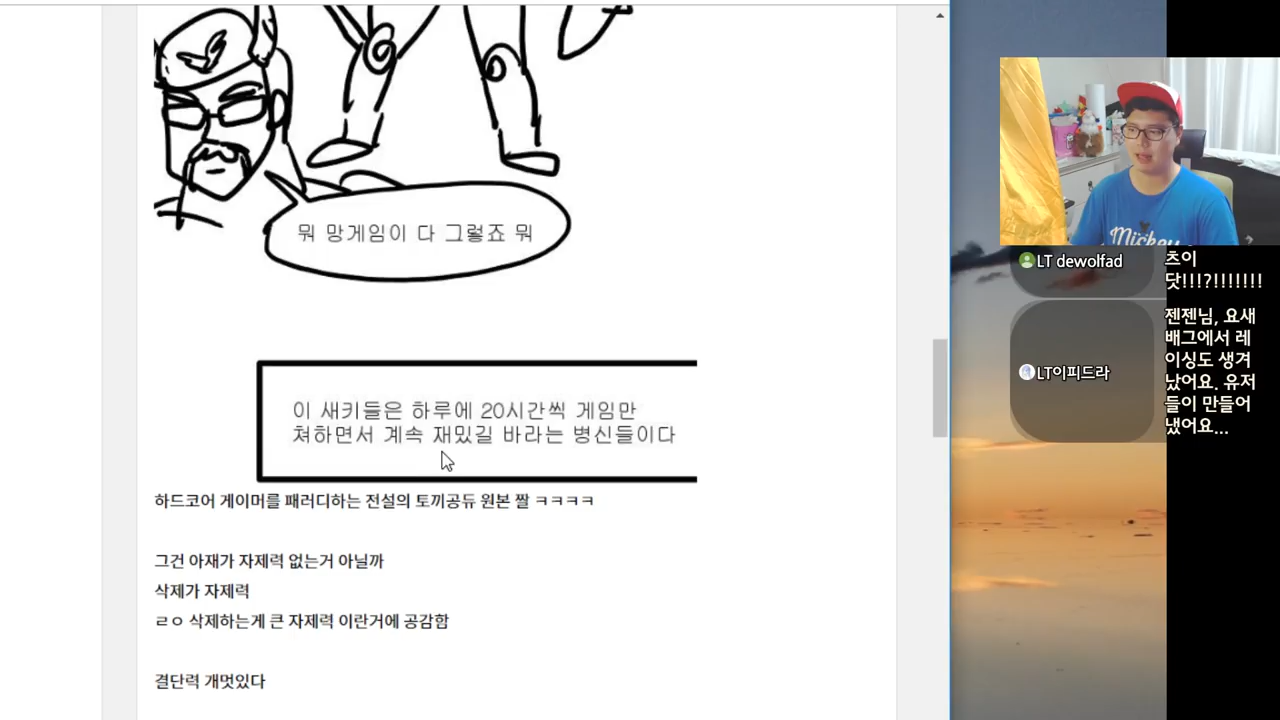 뭐 망게임이 다 그렇죠 뭐
이 새키들은 하루에 20시간씩 게임만
쳐하면서 계속 재밌길 바라는 병신들이다
하드코어 게이머를 패러디하는 전설의 토끼공듀 원본 짤 ㅋㅋㅋㅋ
그건 아재가 자제력 없는거 아닐까
삭제가 자제력
ㄹㅇ 삭제하는게 큰 자제력 이란거에 공감함
결단력 개멋있다
Mickey
LT dewolfad
츠이
닷!!!?!!!!!!!
LT이피드라
젠젠님, 요새
배그에서 레
이싱도 생겨
났어요. 유저
들이 만들어
냈어요...